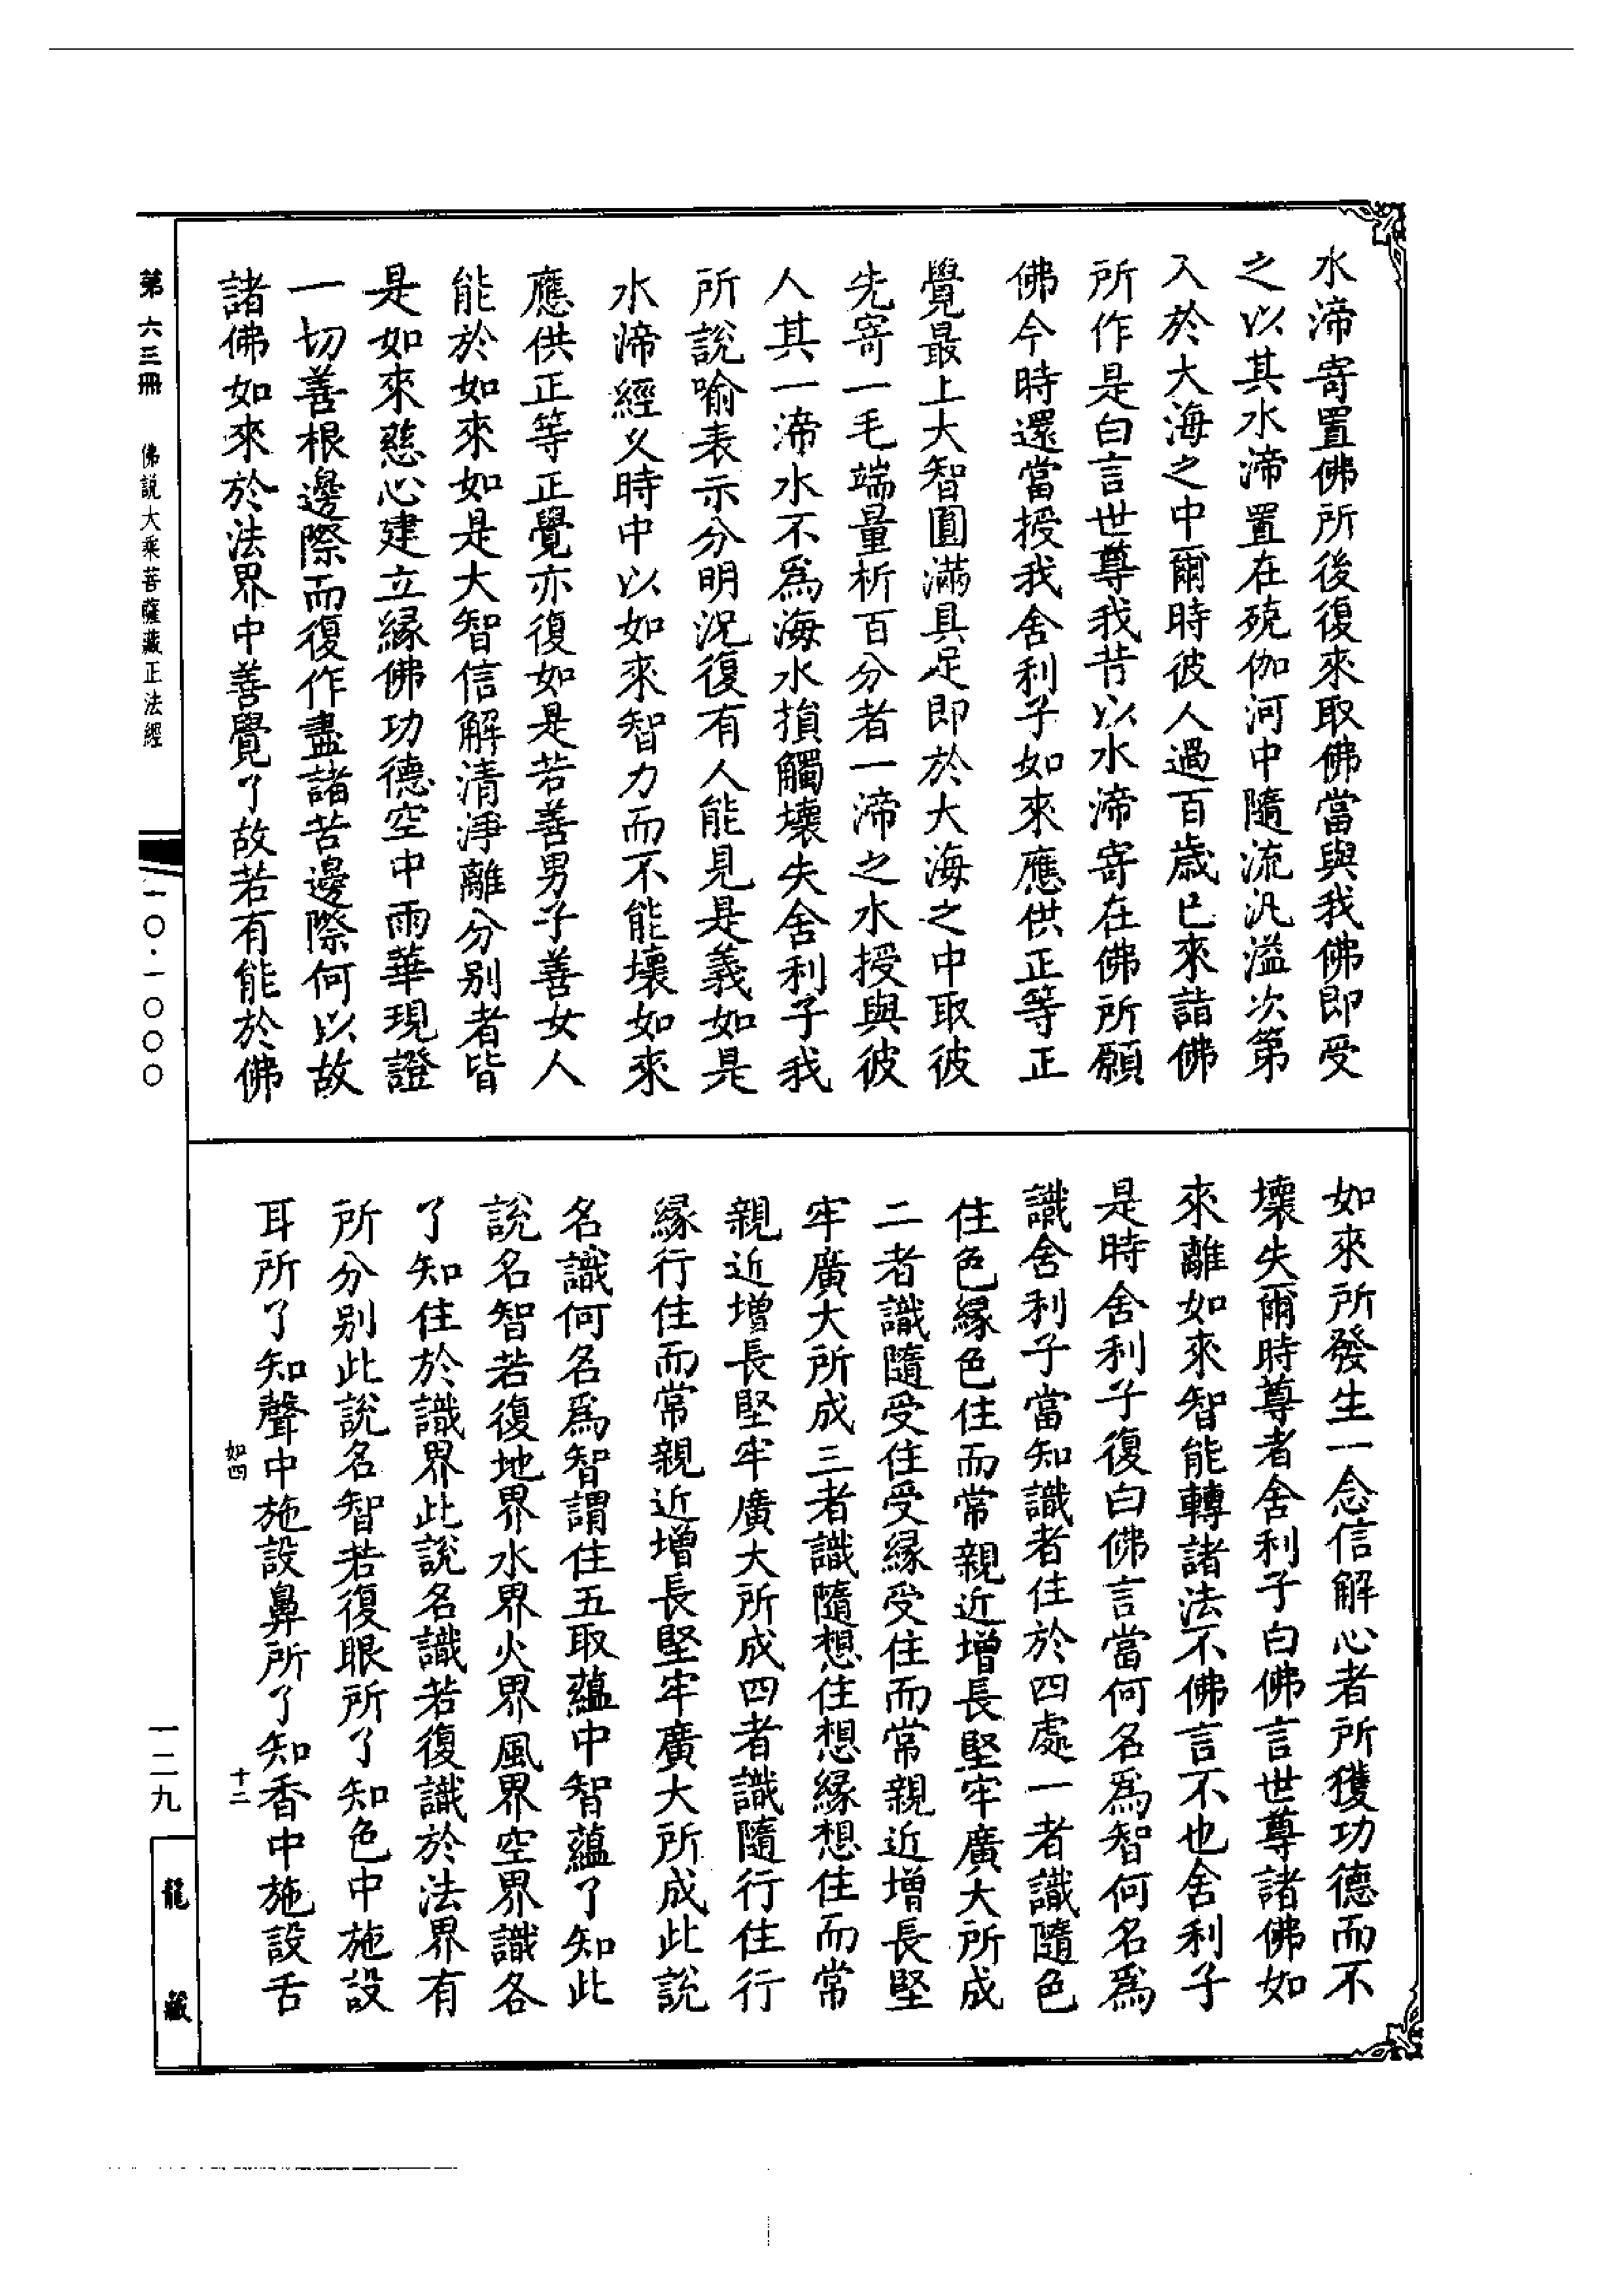 水渧寄置佛所後復來取佛當與我佛即受
之以其水渧置在殑伽河中隨流汎溢次第
入於大海之中爾時彼人過百歲已來詣佛
所作是白言世尊我昔以水渧寄在佛所願
佛今時還當授我舍利子如來應供正等正
覺最上大智圓滿具足即於大海之中取彼
先寄一毛端量析百分者一渧之水授與彼
人其一渧水不爲海水損觸壞失舍利子我
所說喻表示分明況復有人能見是義如是
水渧經乆時中以如來智力而不能壞如來
應供正等正覺亦復如是若善男子善女人
能於如來如是大智信解清淨離分別者皆
是如來慈心建立緣佛功德空中雨華現證
一切善根邊際而復作盡諸苦邊際何以故
諸佛如來於法界中善覺了故若有能於佛
如來所發生一念信解心者所獲功德而不
壞失爾時尊者舍利子白佛言世尊諸佛如
來離如來智能轉諸法不佛言不也舍利子
是時舍利子復白佛言當何名爲智何名爲
識舍利子當知識者住於四處一者識隨色
住色緣色住而常親近增長堅牢廣大所成
二者識隨受住受緣受住而常親近增長堅
牢廣大所成三者識隨想住想緣想住而常
親近增長堅牢廣大所成四者識隨行住行
緣行住而常親近增長堅牢廣大所成此說
名識何名爲智謂住五取蘊中智蘊了知此
說名智若復地界水界火界風界空界識各
了知住於識界此說名識若復識於法界有
所分別此說名智若復眼所了知色中施設
耳所了知聲中施設鼻所了知香中施設舌
如四
十二
第六三冊
佛說大乘菩薩藏正法經
一〇·一〇〇〇
一二九
龍藏